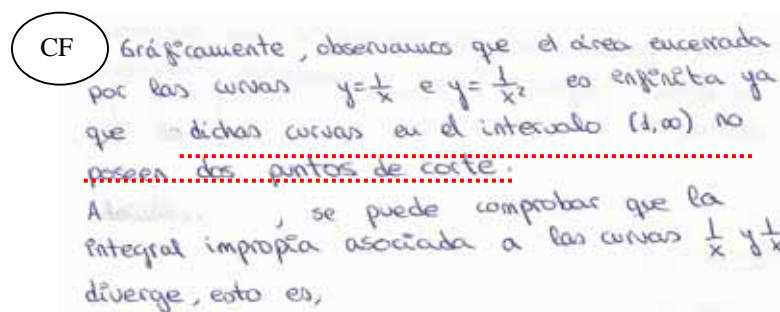 CF
Gráficamente, observamos que el área encerrada
por las curvas y=1/x e y=1/x² es infinita ya
que dichas curvas en el intervalo (1,∞) no
poseen dos puntos de corte.
A , se puede comprobar que la
integral impropia asociada a las curvas 1/x y 1/x
diverge, esto es,